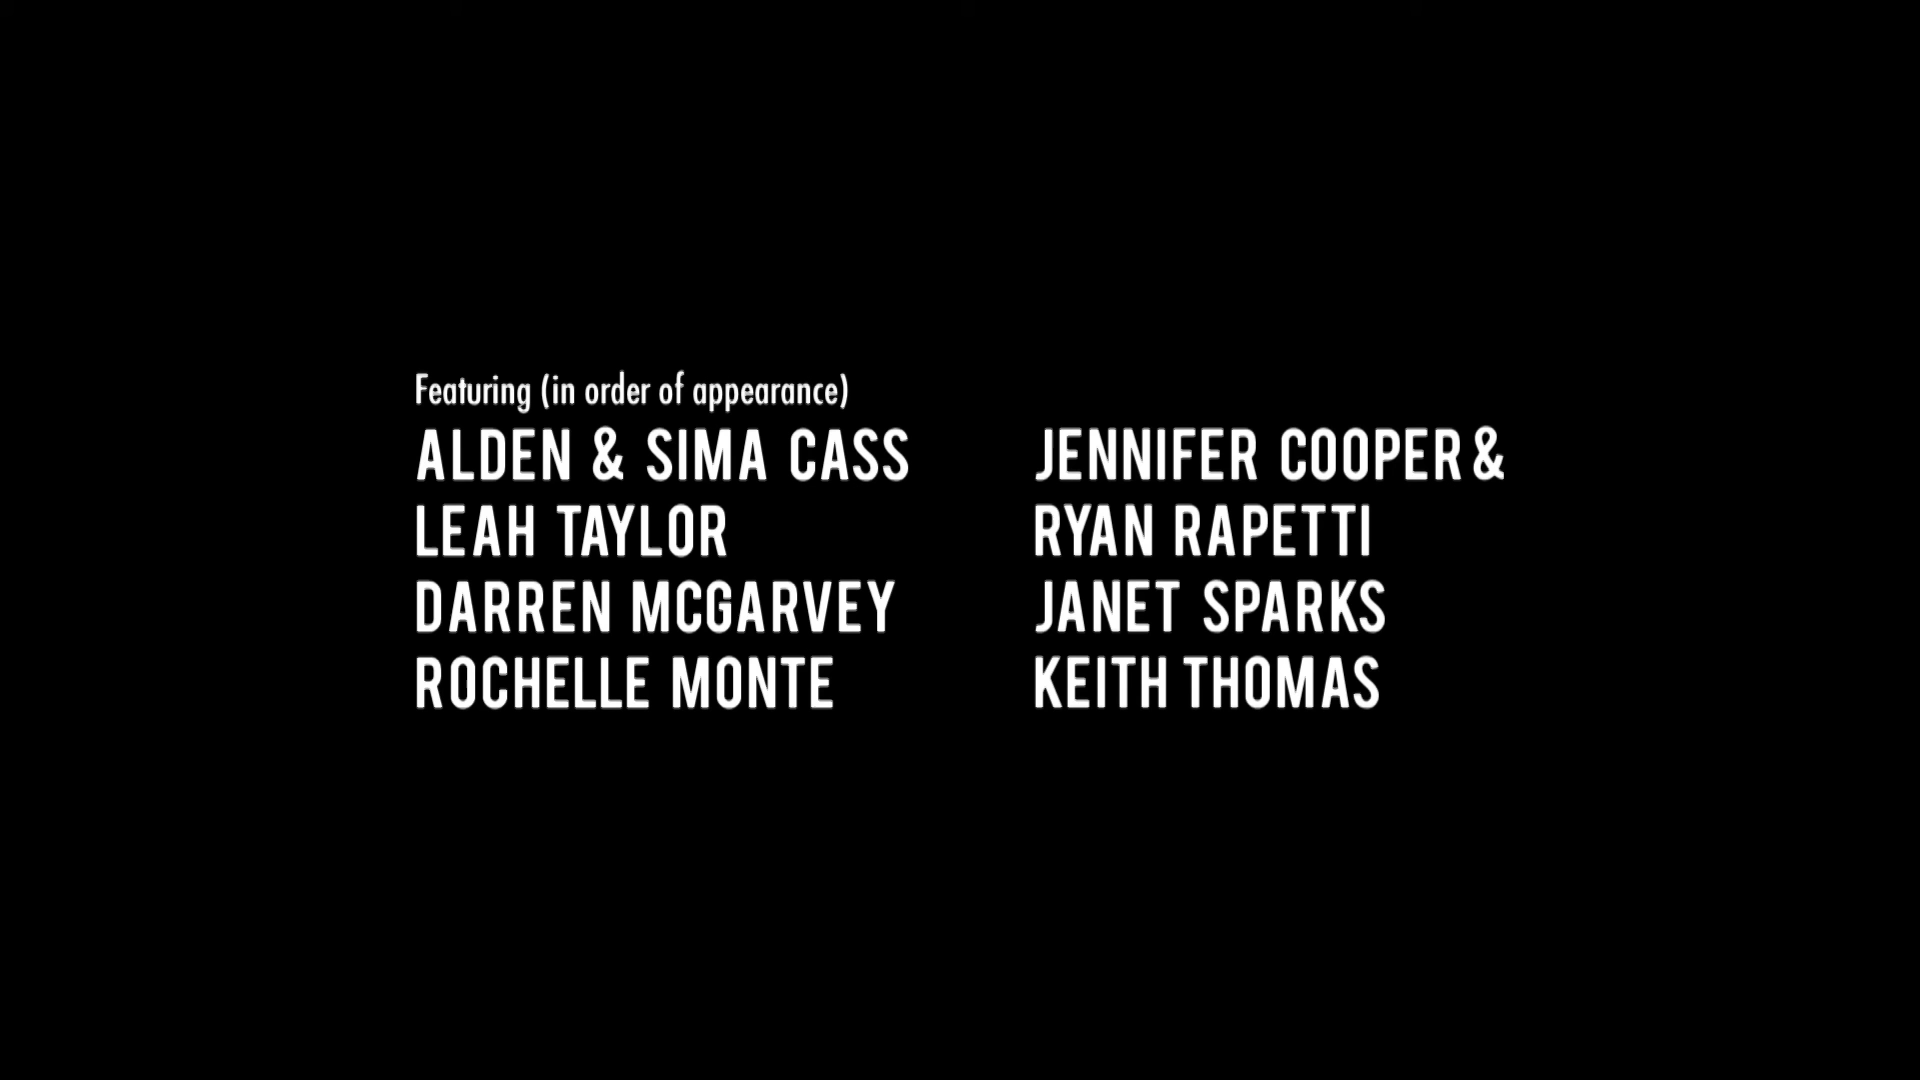 Featuring (in order of appearance)
ALDEN & SIMA CASS
LEAH TAYLOR
DARREN MCGARVEY
ROCHELLE MONTE
JENNIFER COOPER &
RYAN RAPETTI
JANET SPARKS
KEITH THOMAS